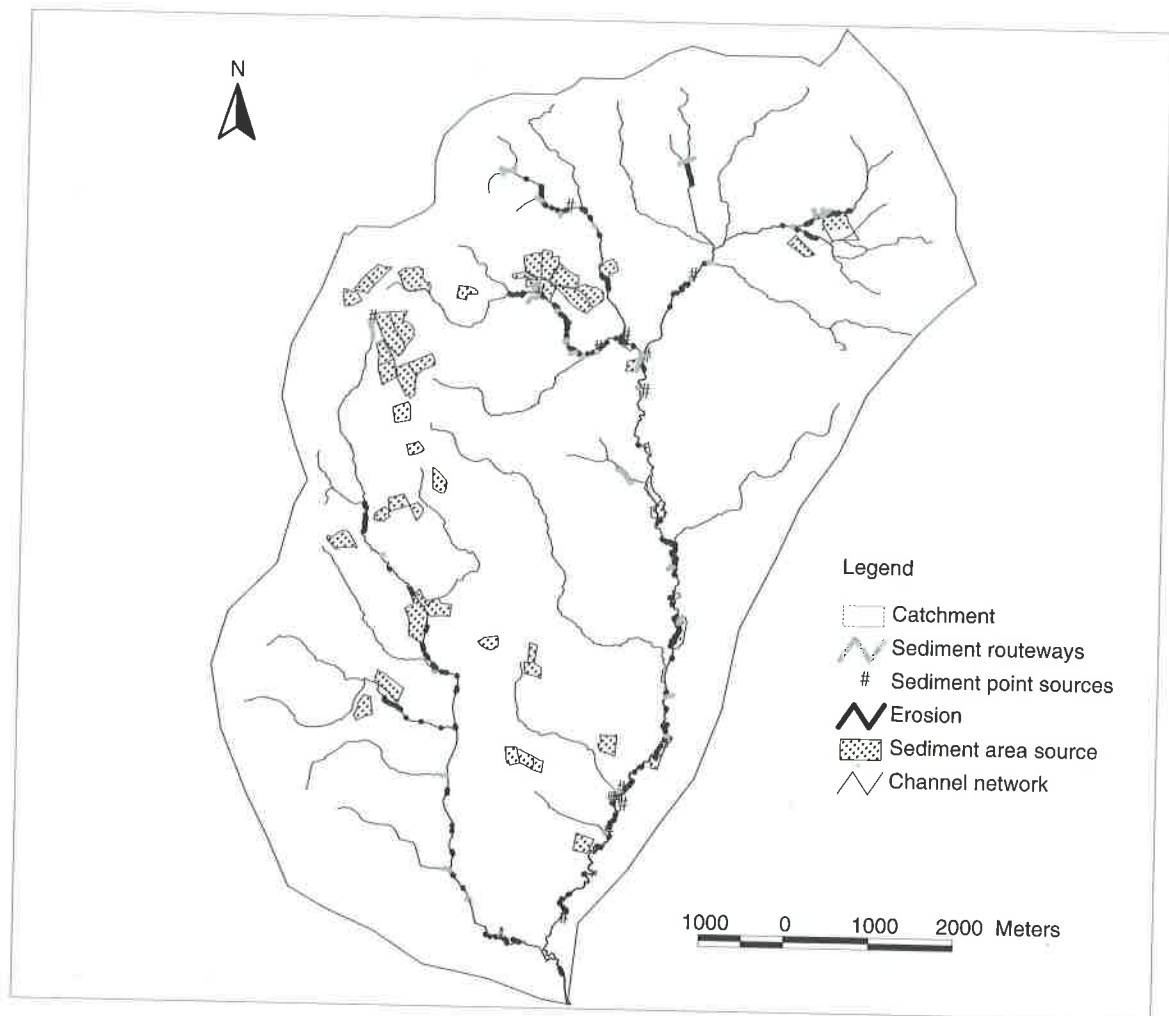 N
Legend
Catchment
Sediment routeways
# Sediment point sources
Erosion
Sediment area source
Channel network
1000 0 1000 2000 Meters